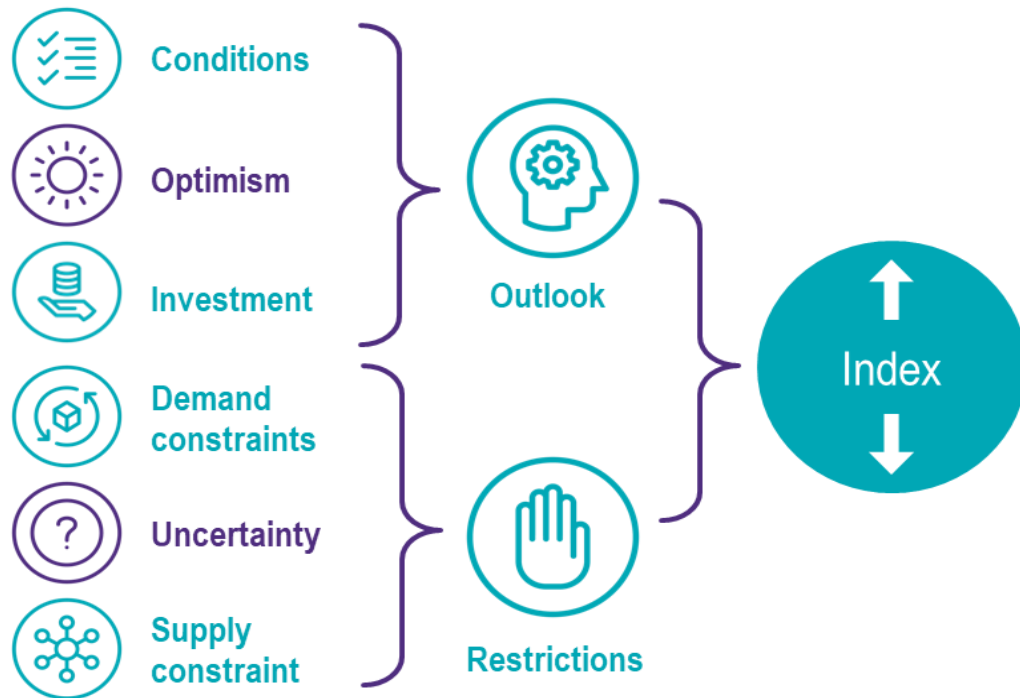 Conditions
Optimism
Investment
Demand
constraints
?
Uncertainty
Supply
constraint
Outlook
Restrictions
Index